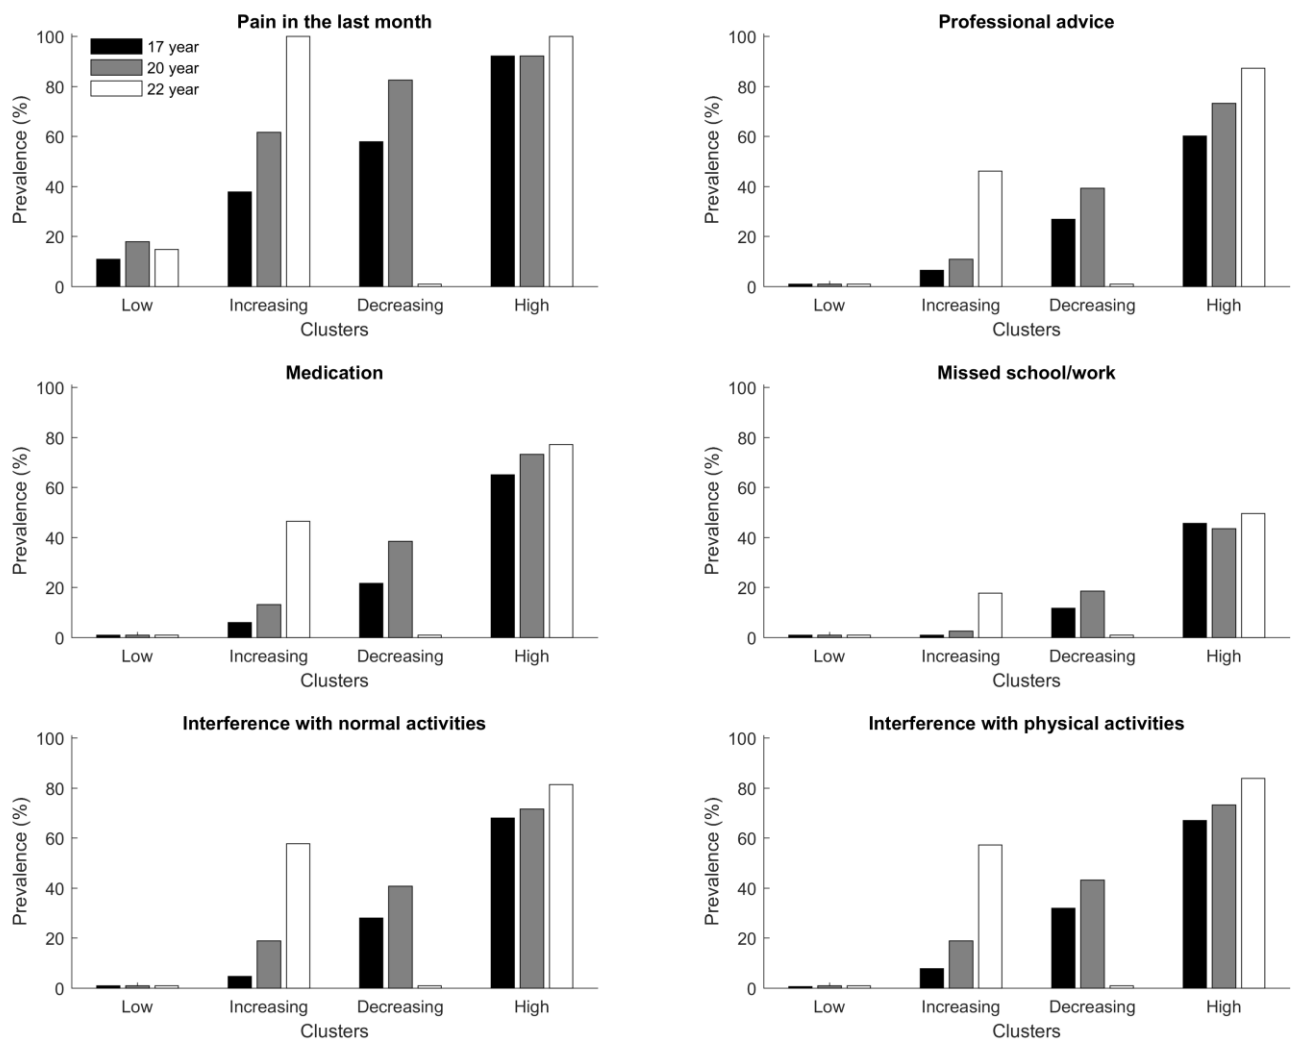 Pain in the last month
100
80
60
40
20
0
Prevalence (%)
17 year
20 year
22 year
Low Increasing Decreasing High
Clusters
Professional advice
100
80
60
40
20
0
Prevalence (%)
Low Increasing Decreasing High
Clusters
Medication
100
80
60
40
20
0
Prevalence (%)
Low Increasing Decreasing High
Clusters
Missed school/work
100
80
60
40
20
0
Prevalence (%)
Low Increasing Decreasing High
Clusters
Interference with normal activities
100
80
60
40
20
0
Prevalence (%)
Low Increasing Decreasing High
Clusters
Interference with physical activities
100
80
60
40
20
0
Prevalence (%)
Low Increasing Decreasing High
Clusters